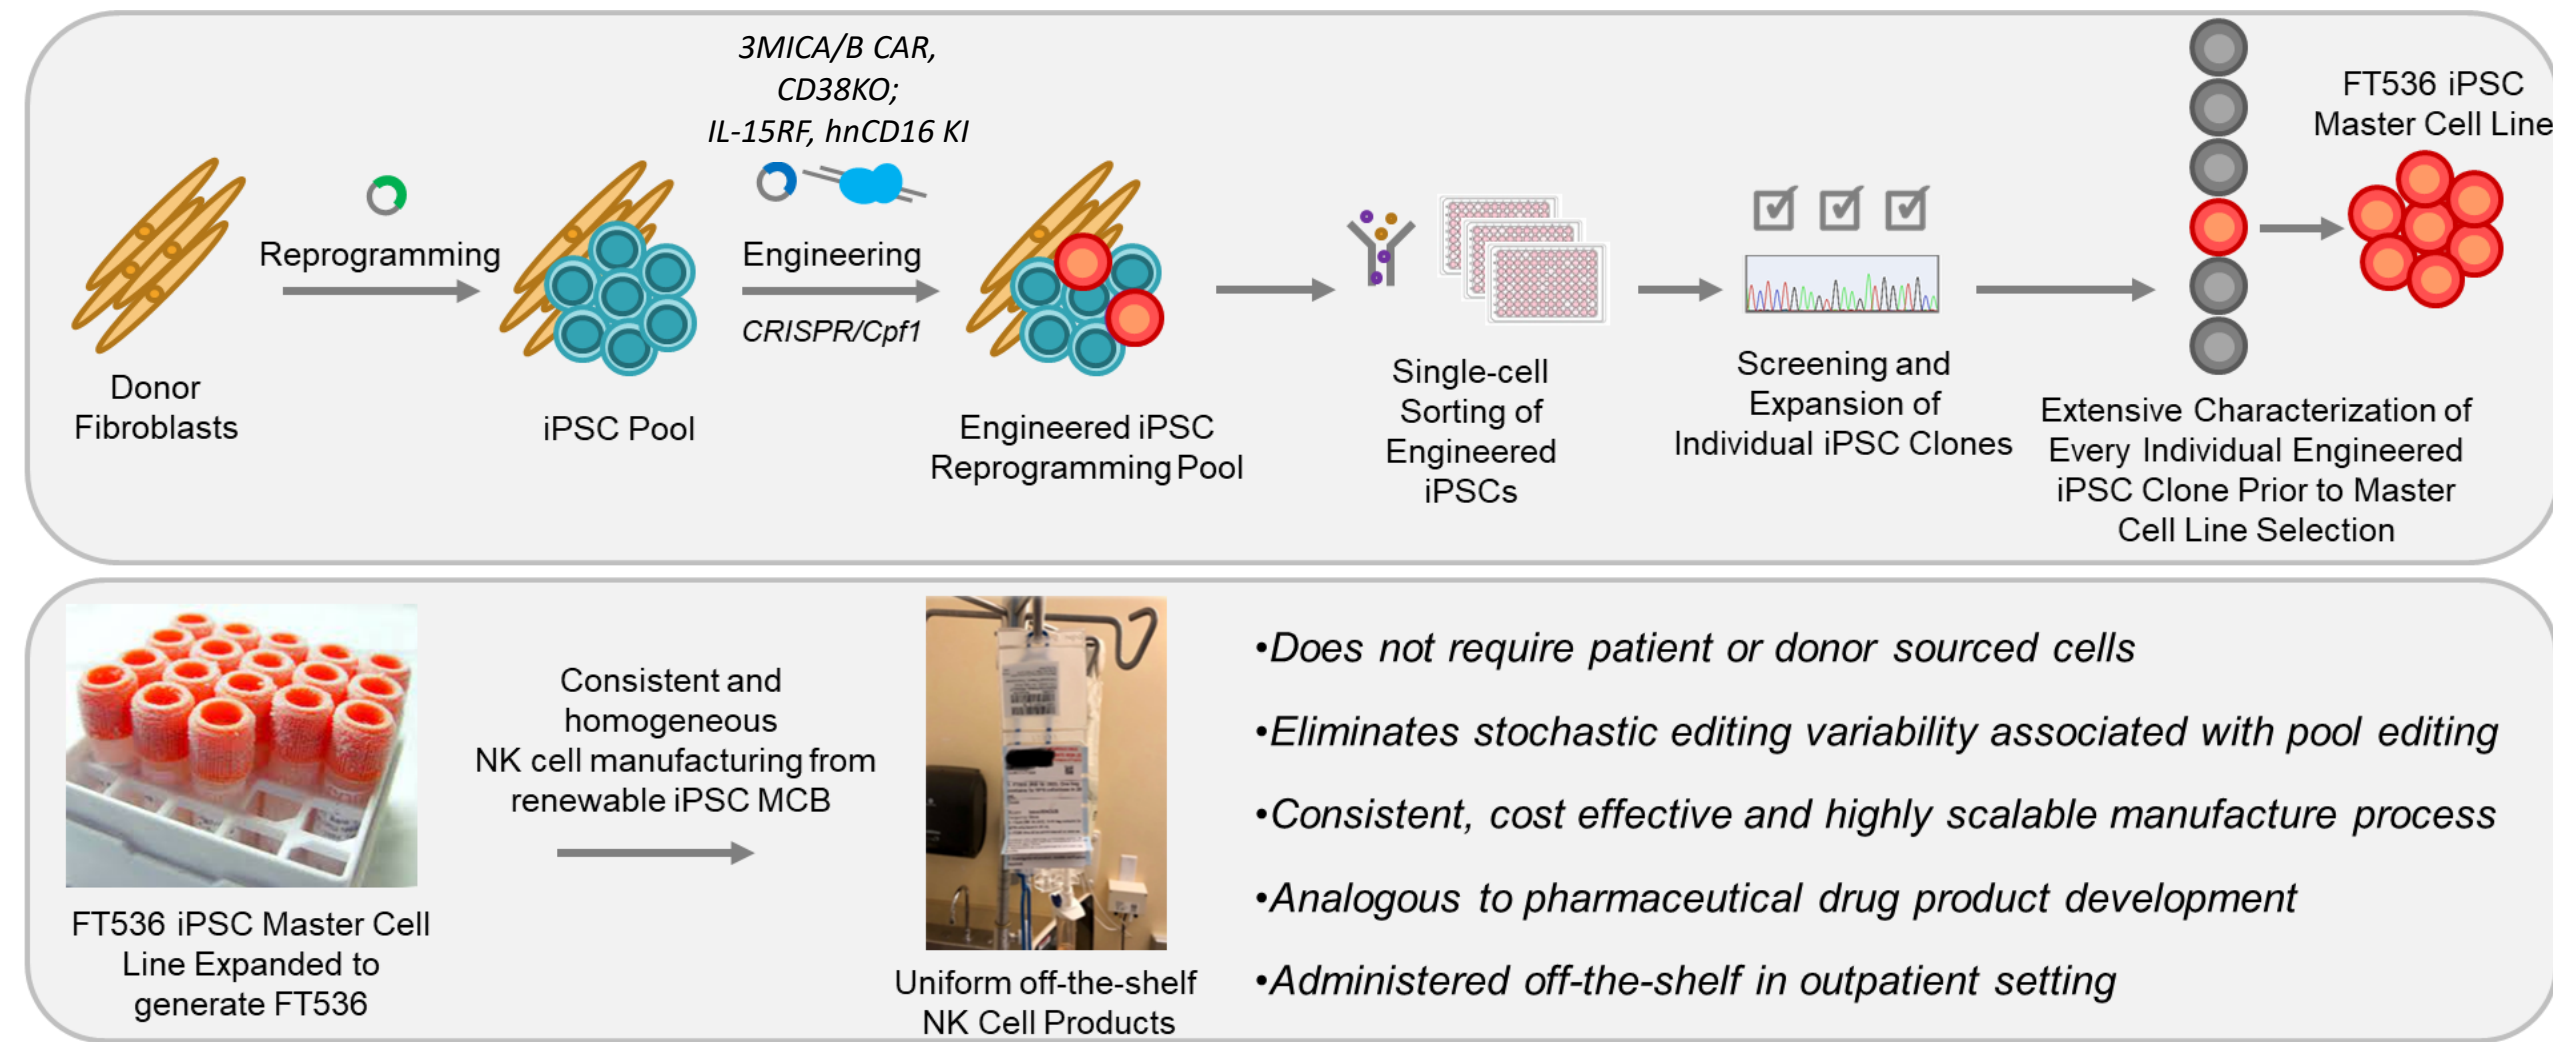 3MICA/B CAR,
CD38KO;
IL-15RF, hnCD16 KI
Reprogramming
Engineering
CRISPR/Cpf1
Donor
Fibroblasts
iPSC Pool
Engineered iPSC
Reprogramming Pool
Single-cell
Sorting of
Engineered
iPSCs
Screening and
Expansion of
Individual iPSC Clones
Extensive Characterization of
Every Individual Engineered
iPSC Clone Prior to Master
Cell Line Selection
FT536 iPSC
Master Cell Line
FT536 iPSC Master Cell
Line Expanded to
generate FT536
Consistent and
homogeneous
NK cell manufacturing from
renewable iPSC MCB
Uniform off-the-shelf
NK Cell Products
•Does not require patient or donor sourced cells
•Eliminates stochastic editing variability associated with pool editing
•Consistent, cost effective and highly scalable manufacture process
•Analogous to pharmaceutical drug product development
•Administered off-the-shelf in outpatient setting